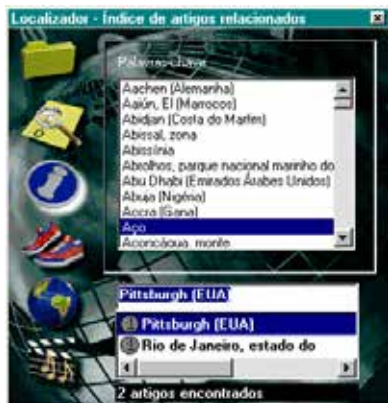 Localizador - Índice de artigos relacionados
Palavras-chave
Aachen (Alemanha)
Aaiún, El (Marrocos)
Abidjan (Costa do Marfim)
Abissal, zona
Abissínia
Abrolhos, parque nacional marinho do
Abu Dhabi (Emirados Árabes Unidos)
Abuja (Nigéria)
Accra (Gana)
Aço
Aconcágua, monte
Pittsburgh (EUA)
Pittsburgh (EUA)
Rio de Janeiro, estado do
2 artigos encontrados